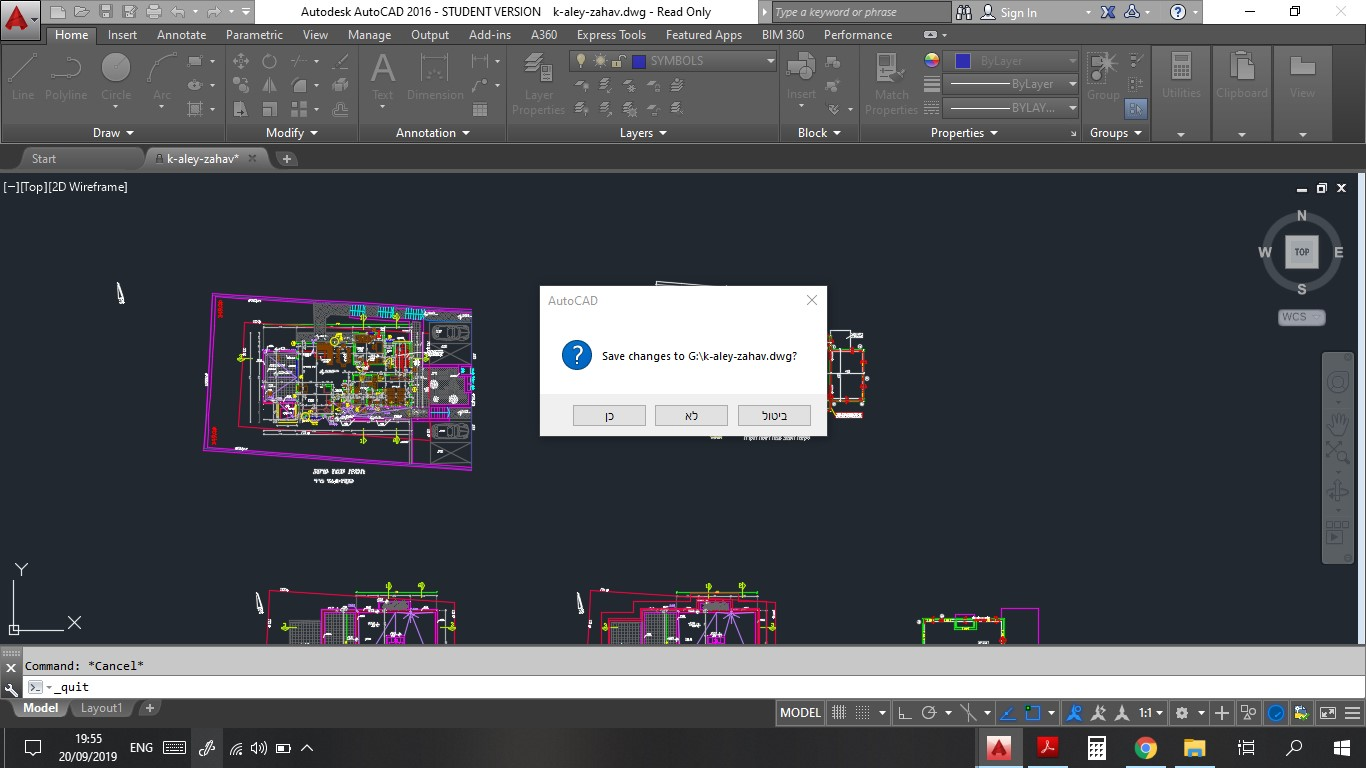 Autodesk AutoCAD 2016 - STUDENT VERSION k-aley-zahav.dwg - Read Only
Type a keyword or phrase
Sign In
Home Insert Annotate Parametric View Manage Output Add-ins A360 Express Tools Featured Apps BIM 360 Performance
Line Polyline Circle Arc
Text Dimension
Layer Properties
SYMBOLS
Insert
Match Properties
ByLayer
ByLayer
BYLAY...
Group
Utilities
Clipboard
View
Draw Modify Annotation Layers Block Properties Groups
Start k-aley-zahav*
[−][Top][2D Wireframe]
N
W TOP E
S
WCS
AutoCAD
Save changes to G:\k-aley-zahav.dwg?
כן לא ביטול
Y
X
Command: *Cancel*
_quit
Model Layout1
MODEL 1:1
19:55
20/09/2019
ENG